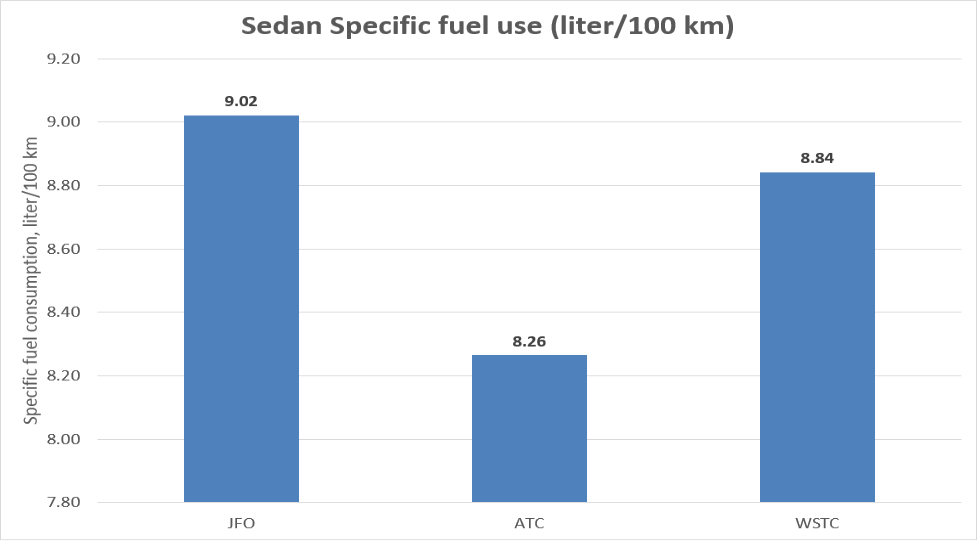 Sedan Specific fuel use (liter/100 km)
Specific fuel consumption, liter/100 km
9.20
9.00
8.80
8.60
8.40
8.20
8.00
7.80
9.02
8.26
8.84
JFO
ATC
WSTC